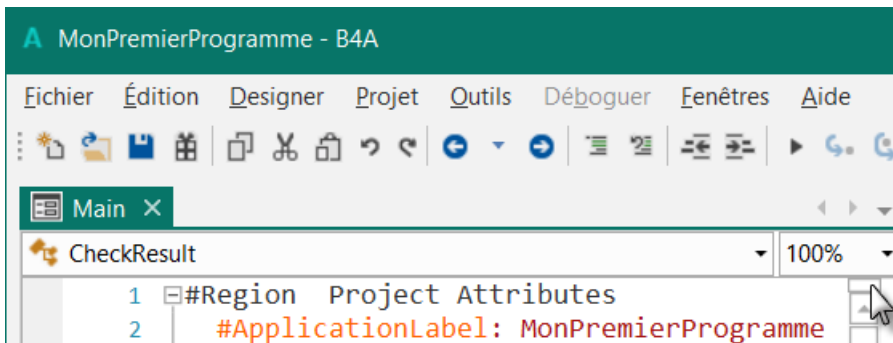 A MonPremierProgramme - B4A
Fichier Édition Designer Projet Outils Déboguer Fenêtres Aide
Main
CheckResult 100%
1 #Region Project Attributes
2 #ApplicationLabel: MonPremierProgramme